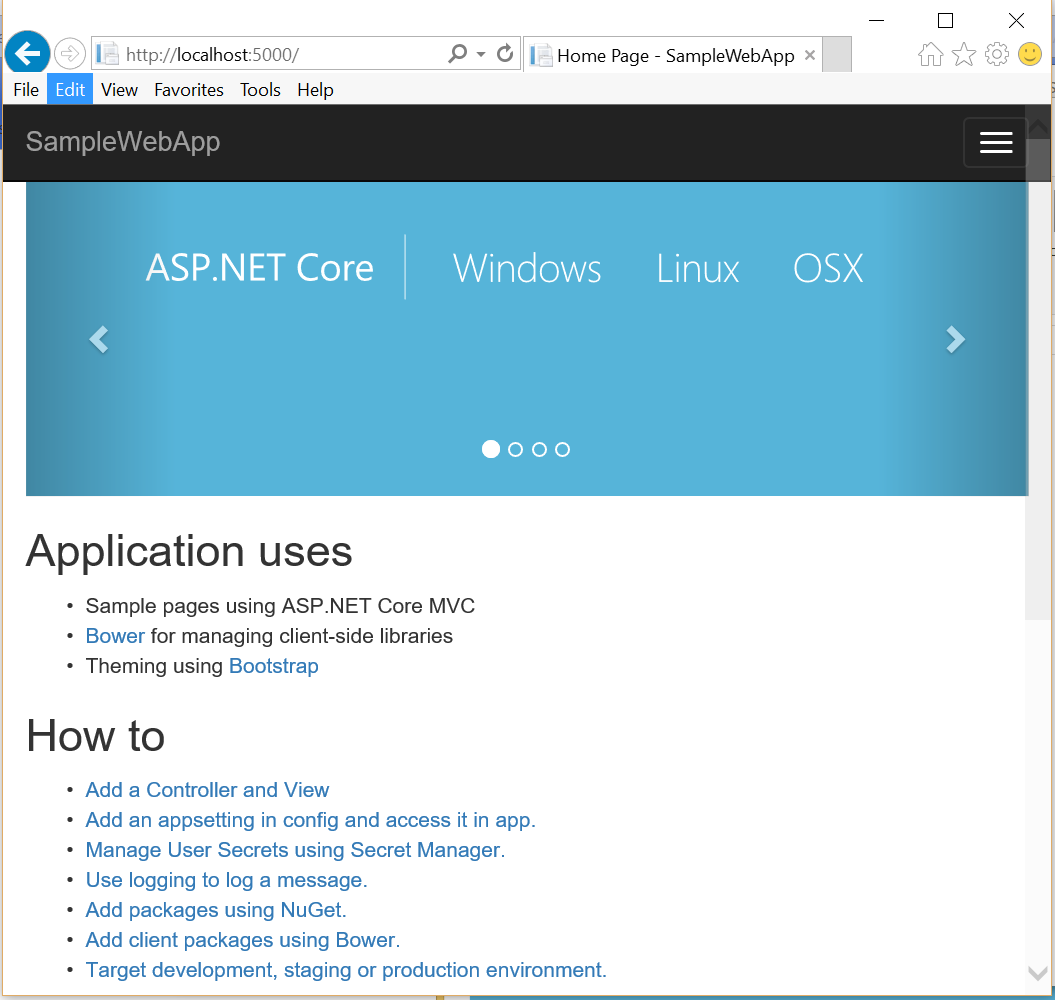 http://localhost:5000/
Home Page - SampleWebApp
File Edit View Favorites Tools Help
SampleWebApp
ASP.NET Core Windows Linux OSX
Application uses
• Sample pages using ASP.NET Core MVC
• Bower for managing client-side libraries
• Theming using Bootstrap
How to
• Add a Controller and View
• Add an appsetting in config and access it in app.
• Manage User Secrets using Secret Manager.
• Use logging to log a message.
• Add packages using NuGet.
• Add client packages using Bower.
• Target development, staging or production environment.